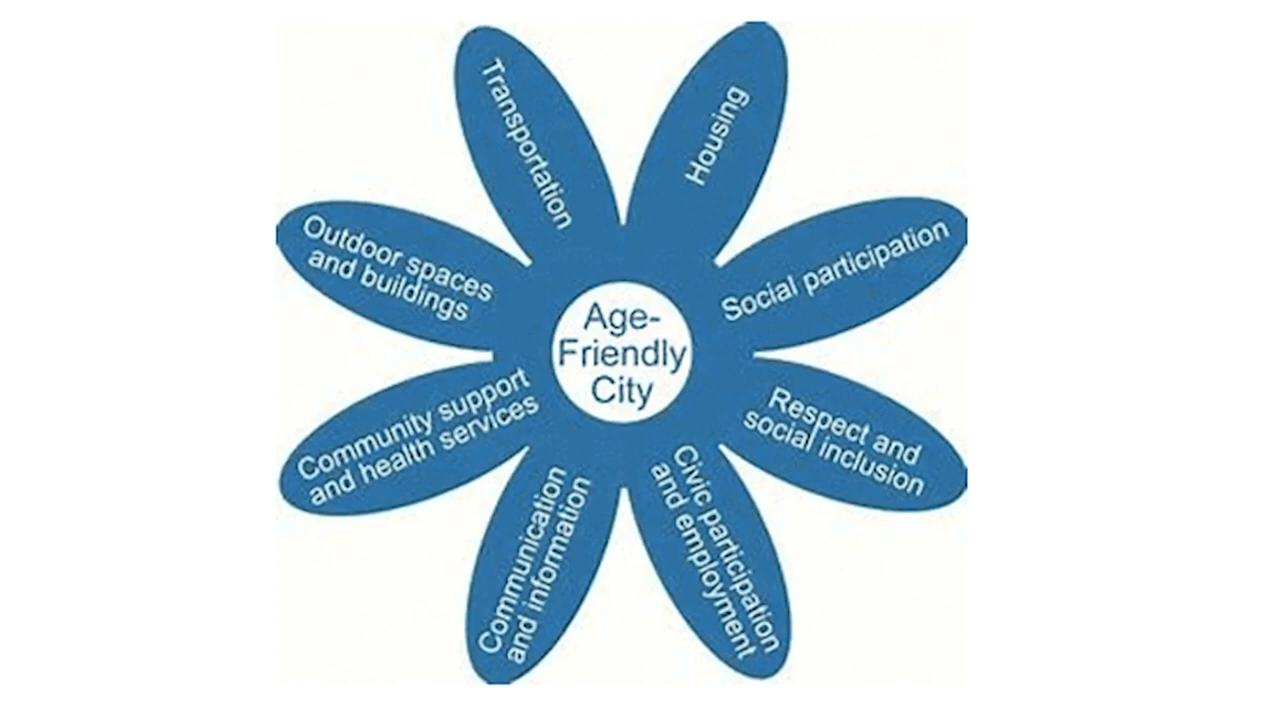 Transportation
Housing
Outdoor spaces
and buildings
Social participation
Age-
Friendly
City
Community support
and health services
Respect and
social inclusion
Communication
and information
Civic participation
and employment